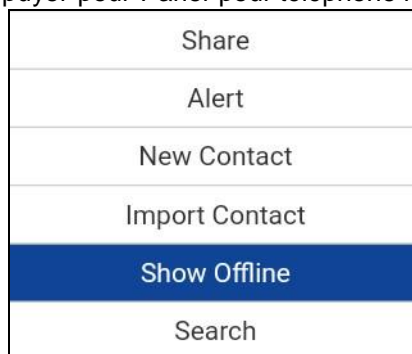 Share
Alert
New Contact
Import Contact
Show Offline
Search